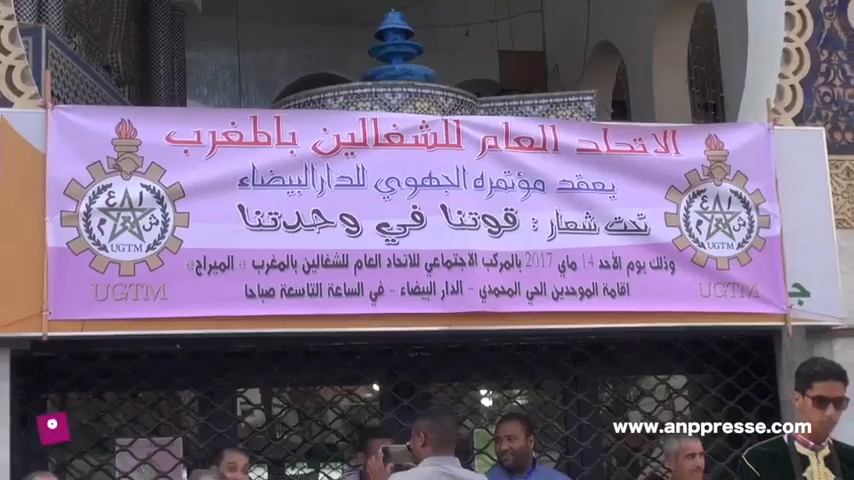 الاتحاد العام للشغالين بالمغرب
يعقد مؤتمره الجهوي للدارالبيضاء
تحت شعار : قوتنا في وحدتنا
وذلك يوم الأحد 14 ماي 2017 بالمركب الاجتماعي للاتحاد العام للشغالين بالمغرب
الميراج
اقامة الموحدين الحي المحمدي - الدار البيضاء - في الساعة التاسعة صباحا
UGTM
UGTM
UGTM
UGTM
www.anppresse.com